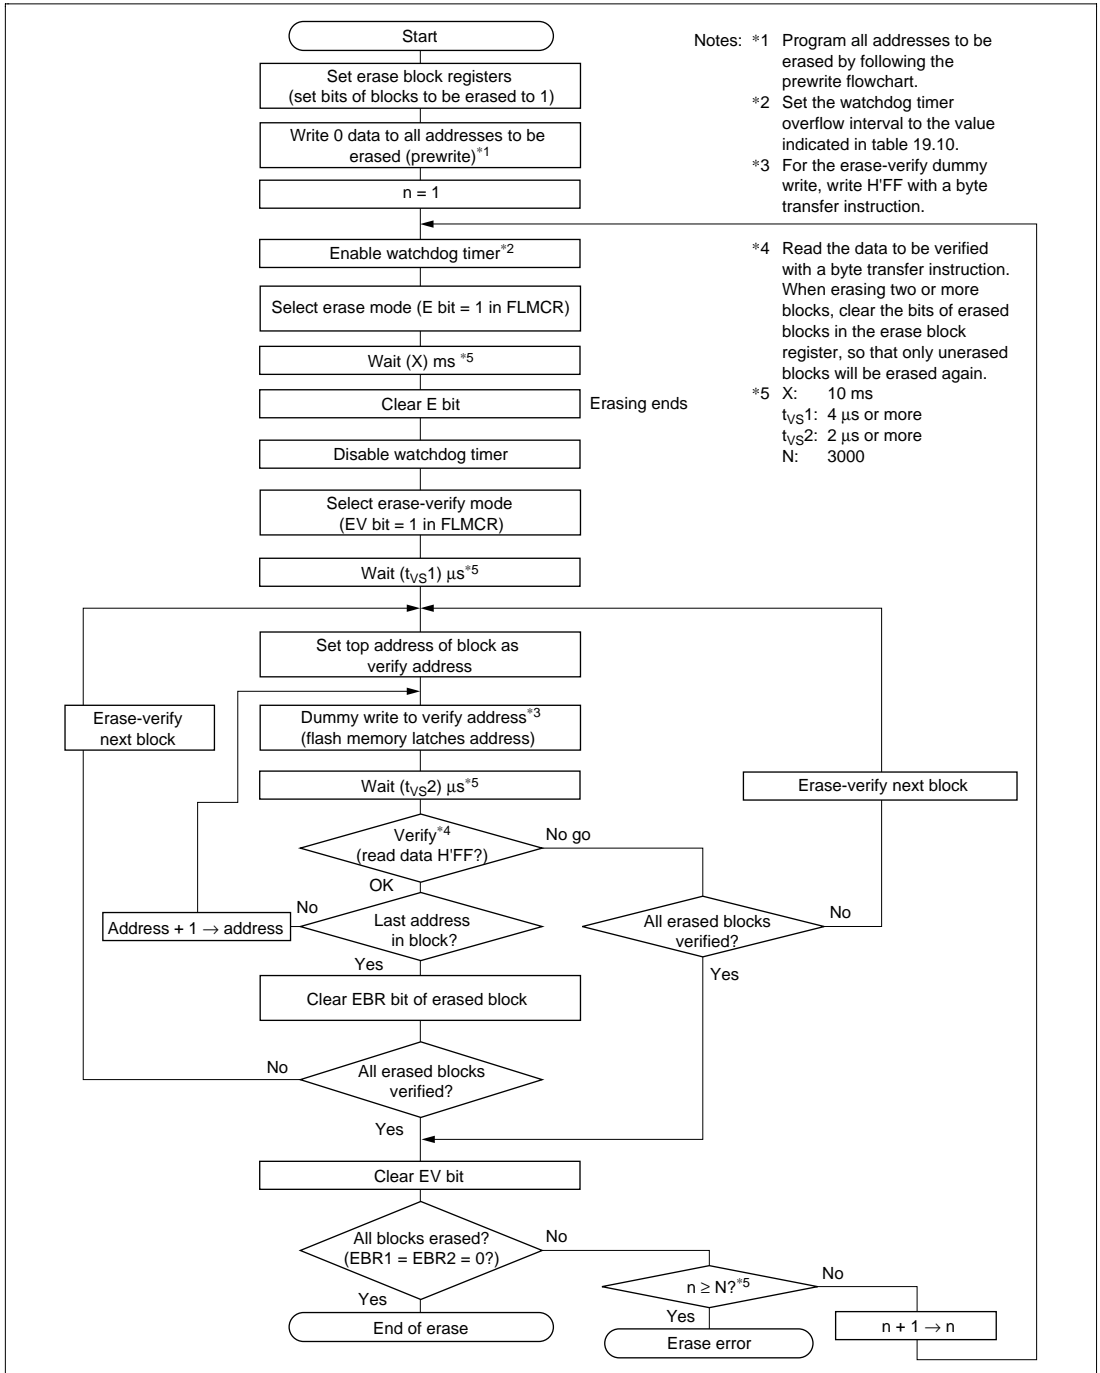 Start
Set erase block registers
(set bits of blocks to be erased to 1)
Write 0 data to all addresses to be
erased (prewrite)*1
n = 1
Enable watchdog timer*2
Select erase mode (E bit = 1 in FLMCR)
Wait (X) ms *5
Clear E bit
Erasing ends
Disable watchdog timer
Select erase-verify mode
(EV bit = 1 in FLMCR)
Wait (tVS1) μs*5
Set top address of block as
verify address
Erase-verify
next block
Dummy write to verify address*3
(flash memory latches address)
Wait (tVS2) μs*5
Erase-verify next block
Verify*4
(read data H'FF?)
No go
OK
No
Address + 1 → address
Last address
in block?
All erased blocks
verified?
No
Yes
Yes
Clear EBR bit of erased block
No
All erased blocks
verified?
Yes
Clear EV bit
All blocks erased?
(EBR1 = EBR2 = 0?)
No
n ≥ N?*5
No
Yes
Yes
End of erase
Erase error
n + 1 → n
Notes: *1 Program all addresses to be
erased by following the
prewrite flowchart.
*2 Set the watchdog timer
overflow interval to the value
indicated in table 19.10.
*3 For the erase-verify dummy
write, write H'FF with a byte
transfer instruction.
*4 Read the data to be verified
with a byte transfer instruction.
When erasing two or more
blocks, clear the bits of erased
blocks in the erase block
register, so that only unerased
blocks will be erased again.
*5 X: 10 ms
tVS1: 4 μs or more
tVS2: 2 μs or more
N: 3000